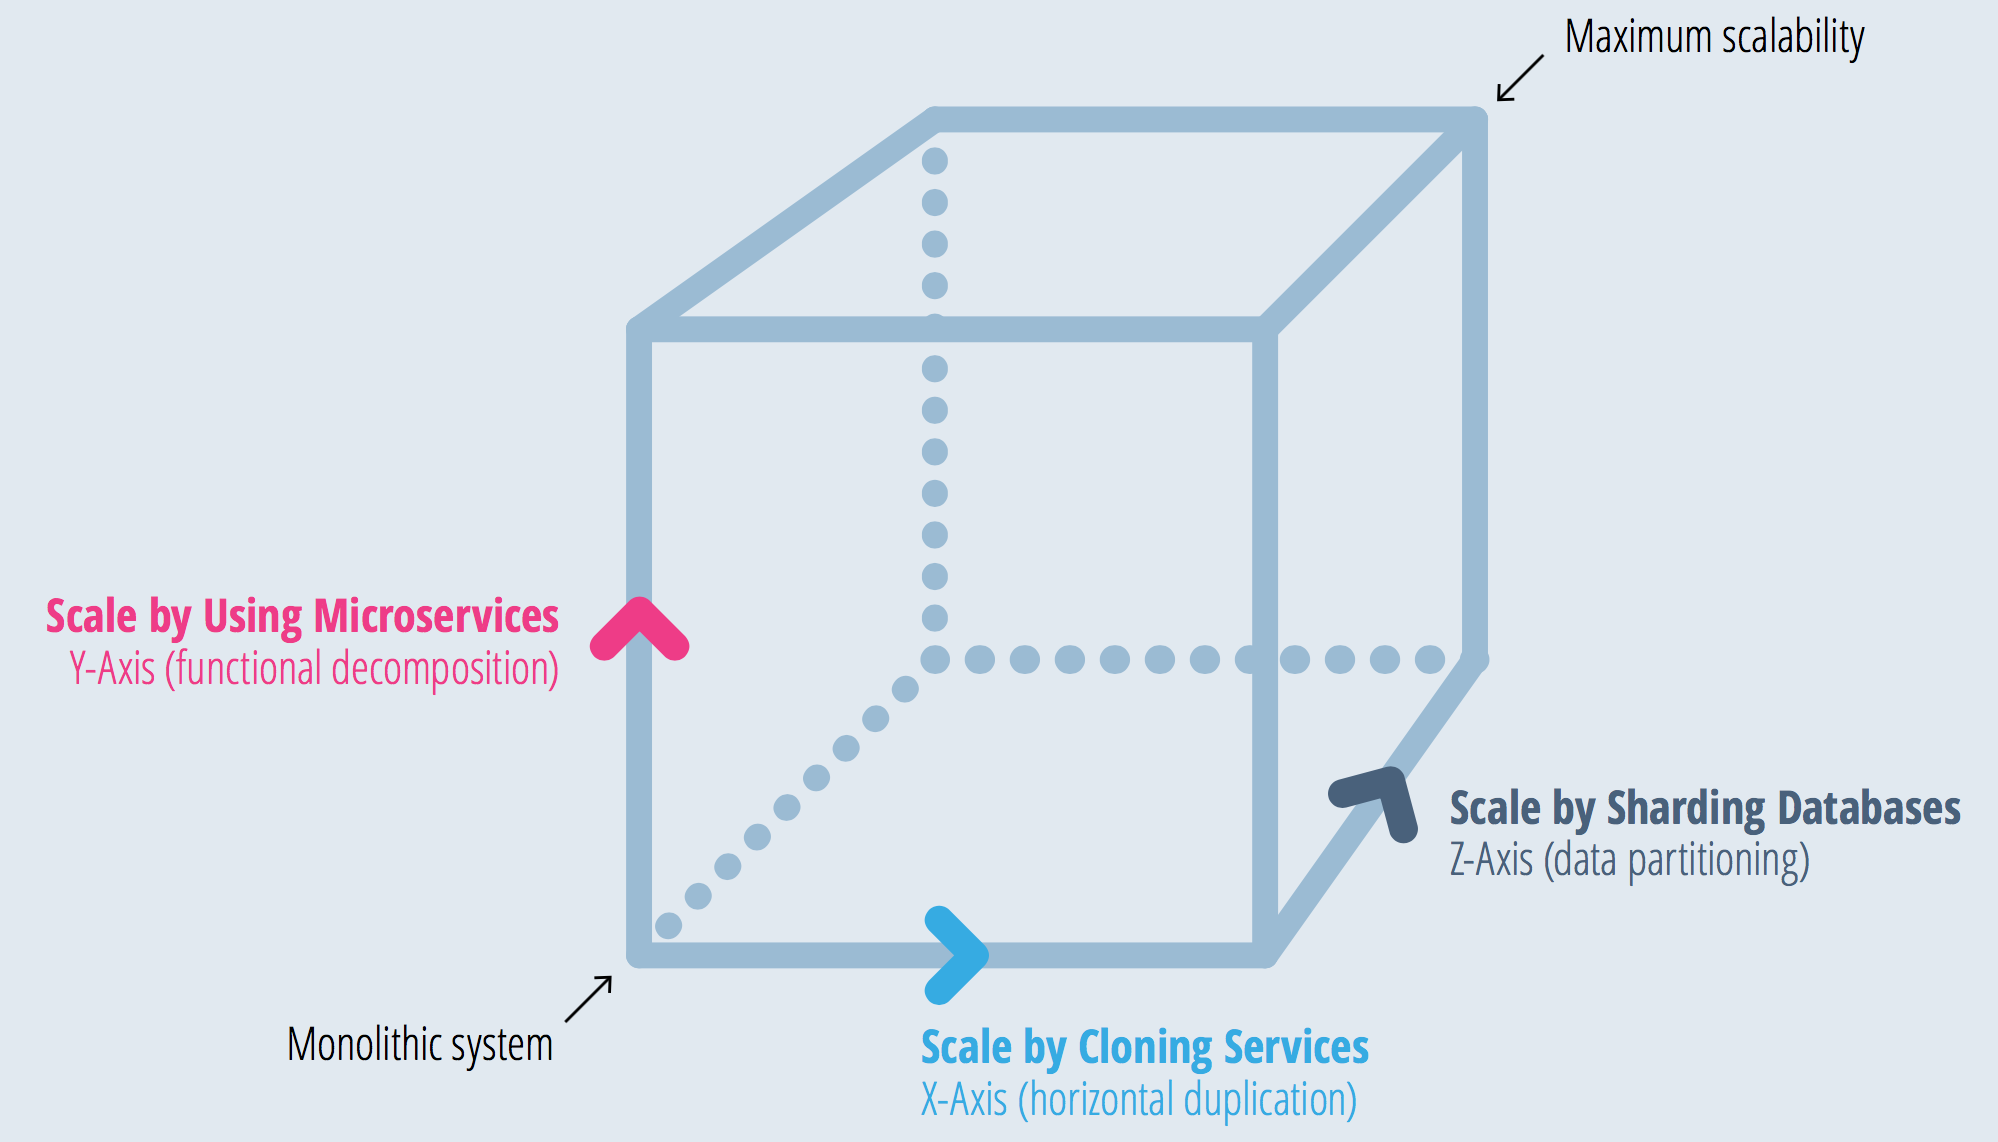 Maximum scalability
Scale by Using Microservices
Y-Axis (functional decomposition)
Scale by Sharding Databases
Z-Axis (data partitioning)
Monolithic system
Scale by Cloning Services
X-Axis (horizontal duplication)